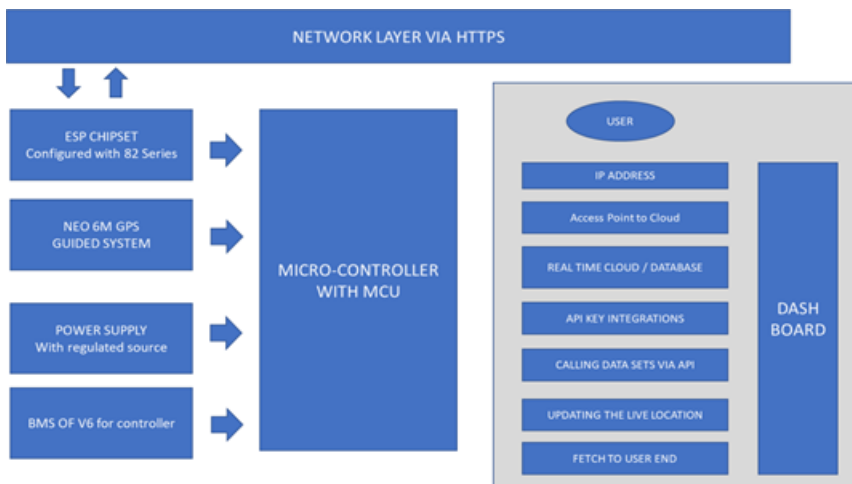 NETWORK LAYER VIA HTTPS
ESP CHIPSET
Configured with 82 Series
NEO 6M GPS
GUIDED SYSTEM
POWER SUPPLY
With regulated source
BMS OF V6 for controller
MICRO-CONTROLLER
WITH MCU
USER
IP ADDRESS
Access Point to Cloud
REAL TIME CLOUD / DATABASE
API KEY INTEGRATIONS
CALLING DATA SETS VIA API
UPDATING THE LIVE LOCATION
FETCH TO USER END
DASH
BOARD